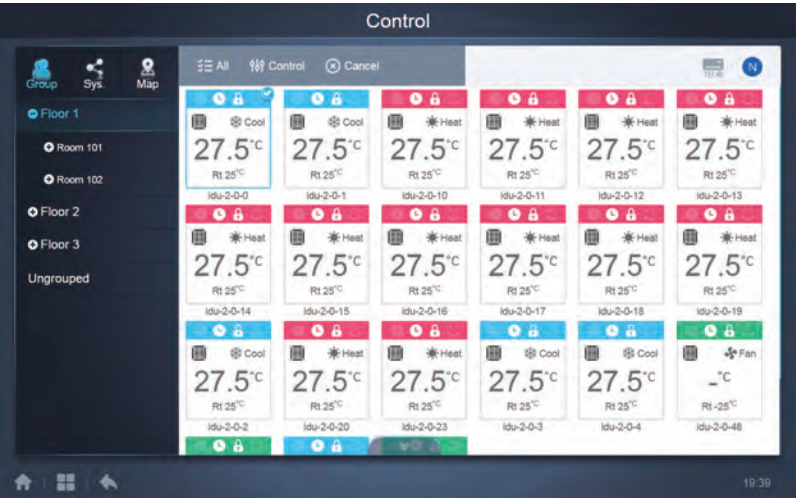 Control
Group Sys. Map
All Control Cancel
N
Floor 1
Room 101
Room 102
Floor 2
Floor 3
Ungrouped
Cool Cool Heat Heat Heat Heat
27.5°C 27.5°C 27.5°C 27.5°C 27.5°C 27.5°C
Rt 25°C Rt 25°C Rt 25°C Rt 25°C Rt 25°C Rt 25°C
idu-2-0-0 idu-2-0-1 idu-2-0-10 idu-2-0-11 idu-2-0-12 idu-2-0-13
Heat Heat Heat Heat Heat Heat
27.5°C 27.5°C 27.5°C 27.5°C 27.5°C 27.5°C
Rt 25°C Rt 25°C Rt 25°C Rt 25°C Rt 25°C Rt 25°C
idu-2-0-14 idu-2-0-15 idu-2-0-16 idu-2-0-17 idu-2-0-18 idu-2-0-19
Cool Heat Heat Cool Cool Fan
27.5°C 27.5°C 27.5°C 27.5°C 27.5°C -°C
Rt 25°C Rt 25°C Rt 25°C Rt 25°C Rt 25°C Rt -25°C
idu-2-0-2 idu-2-0-20 idu-2-0-23 idu-2-0-3 idu-2-0-4 idu-2-0-48
19:39